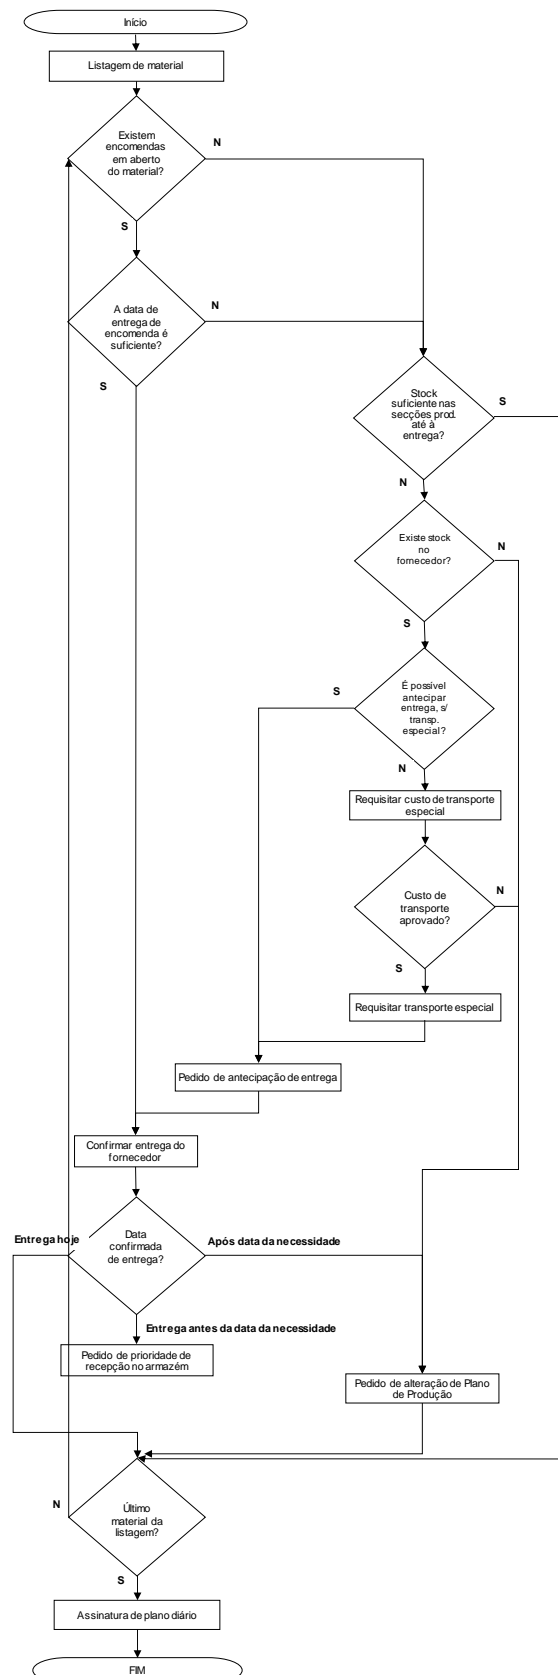 Início
Listagem de material
Existem
encomendas
em aberto
do material?
N
S
A data de
entrega de
encomenda é
suficiente?
N
S
Stock
suficiente nas
secções prod.
até à
entrega?
S
N
Existe stock
no
fornecedor?
N
S
É possível
antecipar
entrega, s/
transp.
especial?
S
N
Requisitar custo de transporte
especial
Custo de
transporte
aprovado?
N
S
Requisitar transporte especial
Pedido de antecipação de entrega
Confirmar entrega do
fornecedor
Data
confirmada
de entrega?
Entrega hoje
Após data da necessidade
Entrega antes da data da necessidade
Pedido de prioridade de
recepção no armazém
Pedido de alteração de Plano
de Produção
Último
material da
listagem?
N
S
Assinatura de plano diário
FIM